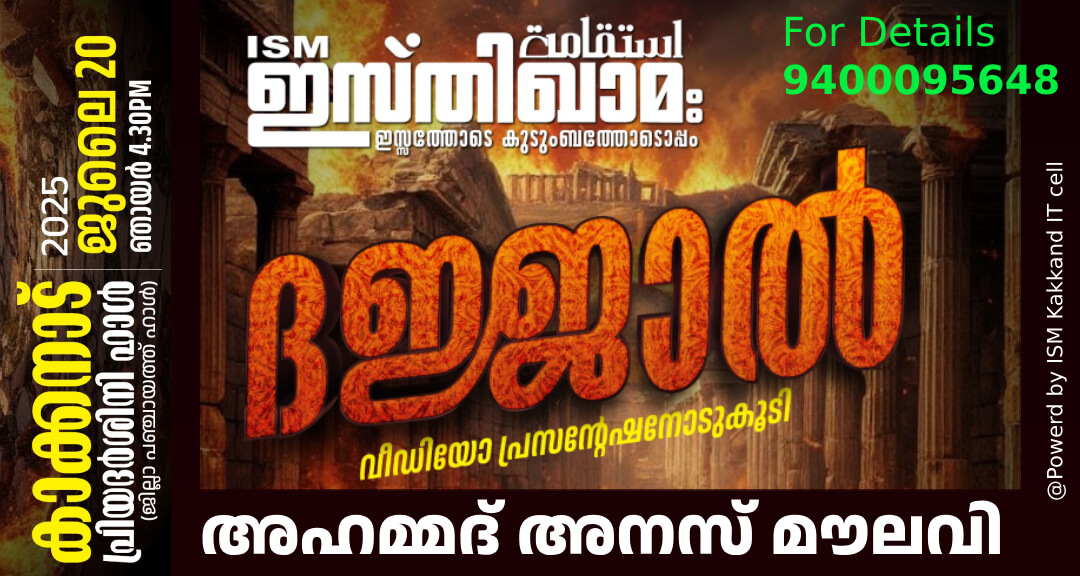 ISM
استقامة
ഇസ്തിഖാമഃ
ഇസ്സത്തോടെ കുടുംബത്തോടൊപ്പം
For Details
9400095648
ദജ്ജാൽ
വീഡിയോ പ്രസന്റേഷനോടുകൂടി
അഹമ്മദ് അനസ് മൗലവി
2025
ജൂലൈ 20
ഞായർ 4.30PM
കാക്കനാട്
പ്രിയദർശിനി ഹാൾ
(ജില്ലാ പഞ്ചായത്ത് ഹാൾ)
@Powerd by ISM Kakkand IT cell